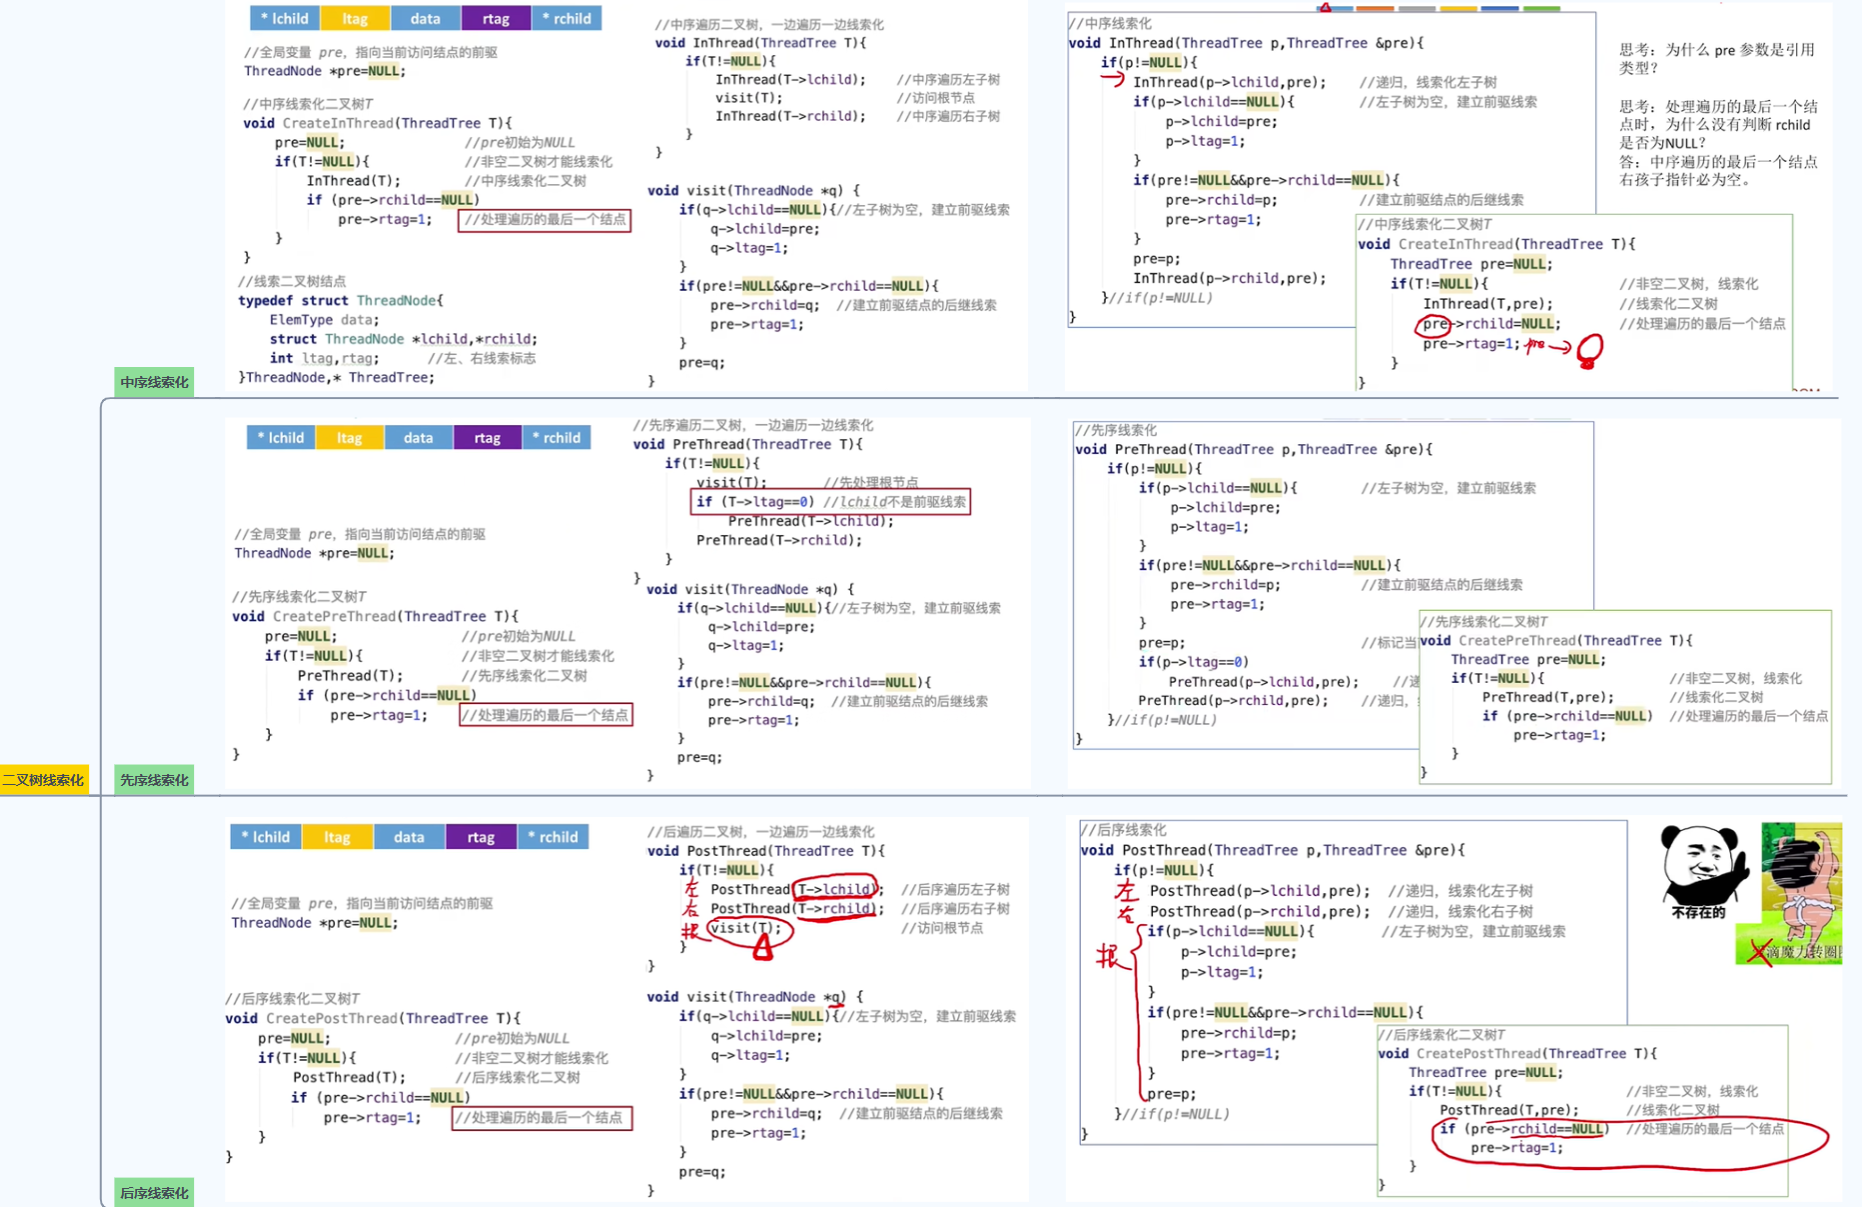 * lchild ltag data rtag * rchild
//全局变量 pre, 指向当前访问结点的前驱
ThreadNode *pre=NULL;
//中序线索化二叉树T
void CreateInThread(ThreadTree T){
pre=NULL; //pre初始为NULL
if(T!=NULL){ //非空二叉树才能线索化
InThread(T); //中序线索化二叉树
if (pre->rchild==NULL)
pre->rtag=1; //处理遍历的最后一个结点
}
}
//线索二叉树结点
typedef struct ThreadNode{
ElemType data;
struct ThreadNode *lchild,*rchild;
int ltag,rtag; //左、右线索标志
}ThreadNode,* ThreadTree;
中序线索化
//中序遍历二叉树, 一边遍历一边线索化
void InThread(ThreadTree T){
if(T!=NULL){
InThread(T->lchild); //中序遍历左子树
visit(T); //访问根节点
InThread(T->rchild); //中序遍历右子树
}
}
void visit(ThreadNode *q) {
if(q->lchild==NULL){//左子树为空, 建立前驱线索
q->lchild=pre;
q->ltag=1;
}
if(pre!=NULL&&pre->rchild==NULL){
pre->rchild=q; //建立前驱结点的后继线索
pre->rtag=1;
}
pre=q;
}
//中序线索化
void InThread(ThreadTree p,ThreadTree &pre){
if(p!=NULL){
InThread(p->lchild,pre); //递归, 线索化左子树
if(p->lchild==NULL){ //左子树为空, 建立前驱线索
p->lchild=pre;
p->ltag=1;
}
if(pre!=NULL&&pre->rchild==NULL){
pre->rchild=p; //建立前驱结点的后继线索
pre->rtag=1;
}
pre=p;
InThread(p->rchild,pre);
}//if(p!=NULL)
}
思考: 为什么 pre 参数是引用
类型?
思考: 处理遍历的最后一个结
点时, 为什么没有判断 rchild
是否为NULL?
答: 中序遍历的最后一个结点
右孩子指针必为空。
//中序线索化二叉树T
void CreateInThread(ThreadTree T){
ThreadTree pre=NULL;
if(T!=NULL){ //非空二叉树, 线索化
InThread(T,pre); //线索化二叉树
pre->rchild=NULL; //处理遍历的最后一个结点
pre->rtag=1; pre
}
}
* lchild ltag data rtag * rchild
//全局变量 pre, 指向当前访问结点的前驱
ThreadNode *pre=NULL;
//先序线索化二叉树T
void CreatePreThread(ThreadTree T){
pre=NULL; //pre初始为NULL
if(T!=NULL){ //非空二叉树才能线索化
PreThread(T); //先序线索化二叉树
if (pre->rchild==NULL)
pre->rtag=1; //处理遍历的最后一个结点
}
}
二叉树线索化
先序线索化
//先序遍历二叉树, 一边遍历一边线索化
void PreThread(ThreadTree T){
if(T!=NULL){
visit(T); //先处理根节点
if (T->ltag==0) //lchild不是前驱线索
PreThread(T->lchild);
PreThread(T->rchild);
}
}
void visit(ThreadNode *q) {
if(q->lchild==NULL){//左子树为空, 建立前驱线索
q->lchild=pre;
q->ltag=1;
}
if(pre!=NULL&&pre->rchild==NULL){
pre->rchild=q; //建立前驱结点的后继线索
pre->rtag=1;
}
pre=q;
}
//先序线索化
void PreThread(ThreadTree p,ThreadTree &pre){
if(p!=NULL){
if(p->lchild==NULL){ //左子树为空, 建立前驱线索
p->lchild=pre;
p->ltag=1;
}
if(pre!=NULL&&pre->rchild==NULL){
pre->rchild=p; //建立前驱结点的后继线索
pre->rtag=1;
}
pre=p; //标记当
if(p->ltag==0)
PreThread(p->lchild,pre); //递
PreThread(p->rchild,pre); //递归,
}//if(p!=NULL)
}
//先序线索化二叉树T
void CreatePreThread(ThreadTree T){
ThreadTree pre=NULL;
if(T!=NULL){ //非空二叉树, 线索化
PreThread(T,pre); //线索化二叉树
if (pre->rchild==NULL) //处理遍历的最后一个结点
pre->rtag=1;
}
}
* lchild ltag data rtag * rchild
//全局变量 pre, 指向当前访问结点的前驱
ThreadNode *pre=NULL;
//后序线索化二叉树T
void CreatePostThread(ThreadTree T){
pre=NULL; //pre初始为NULL
if(T!=NULL){ //非空二叉树才能线索化
PostThread(T); //后序线索化二叉树
if (pre->rchild==NULL)
pre->rtag=1; //处理遍历的最后一个结点
}
}
后序线索化
//后遍历二叉树, 一边遍历一边线索化
void PostThread(ThreadTree T){
if(T!=NULL){
左 PostThread(T->lchild); //后序遍历左子树
右 PostThread(T->rchild); //后序遍历右子树
根 visit(T); //访问根节点
}
}
void visit(ThreadNode *q) {
if(q->lchild==NULL){//左子树为空, 建立前驱线索
q->lchild=pre;
q->ltag=1;
}
if(pre!=NULL&&pre->rchild==NULL){
pre->rchild=q; //建立前驱结点的后继线索
pre->rtag=1;
}
pre=q;
}
//后序线索化
void PostThread(ThreadTree p,ThreadTree &pre){
if(p!=NULL){
左 PostThread(p->lchild,pre); //递归, 线索化左子树
右 PostThread(p->rchild,pre); //递归, 线索化右子树
if(p->lchild==NULL){ //左子树为空, 建立前驱线索
根 p->lchild=pre;
p->ltag=1;
}
if(pre!=NULL&&pre->rchild==NULL){
pre->rchild=p;
pre->rtag=1;
}
pre=p;
}//if(p!=NULL)
}
不存在的
滴魔力转圈圈
//后序线索化二叉树T
void CreatePostThread(ThreadTree T){
ThreadTree pre=NULL;
if(T!=NULL){ //非空二叉树, 线索化
PostThread(T,pre); //线索化二叉树
if (pre->rchild==NULL) //处理遍历的最后一个结点
pre->rtag=1;
}
}